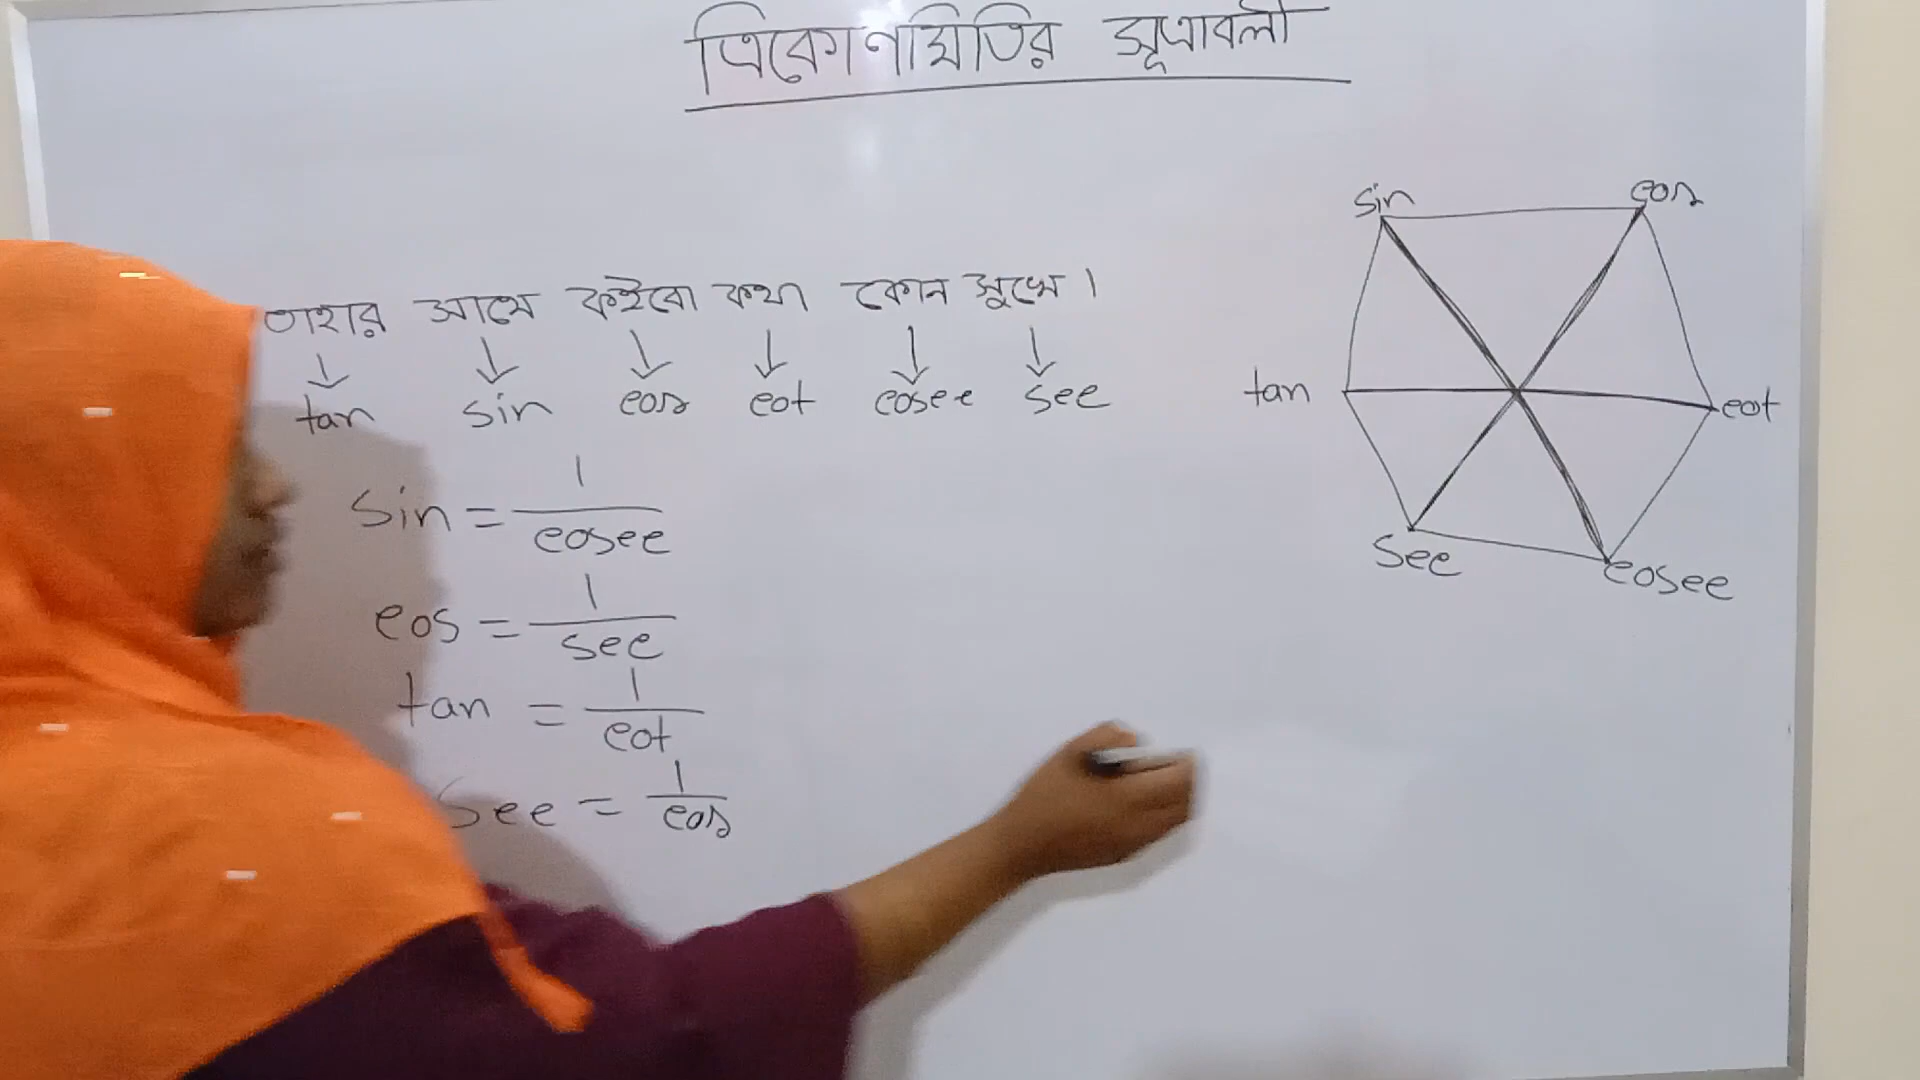 ত্রিকোণমিতির সূত্রাবলী
তাহার সাথে কইবো কথা কোন সুখে।
↓ ↓ ↓ ↓ ↓ ↓
tan sin cos cot cosec sec
sin = 1/cosec
cos = 1/sec
tan = 1/cot
sec = 1/cos
sin cos
tan cot
sec cosec